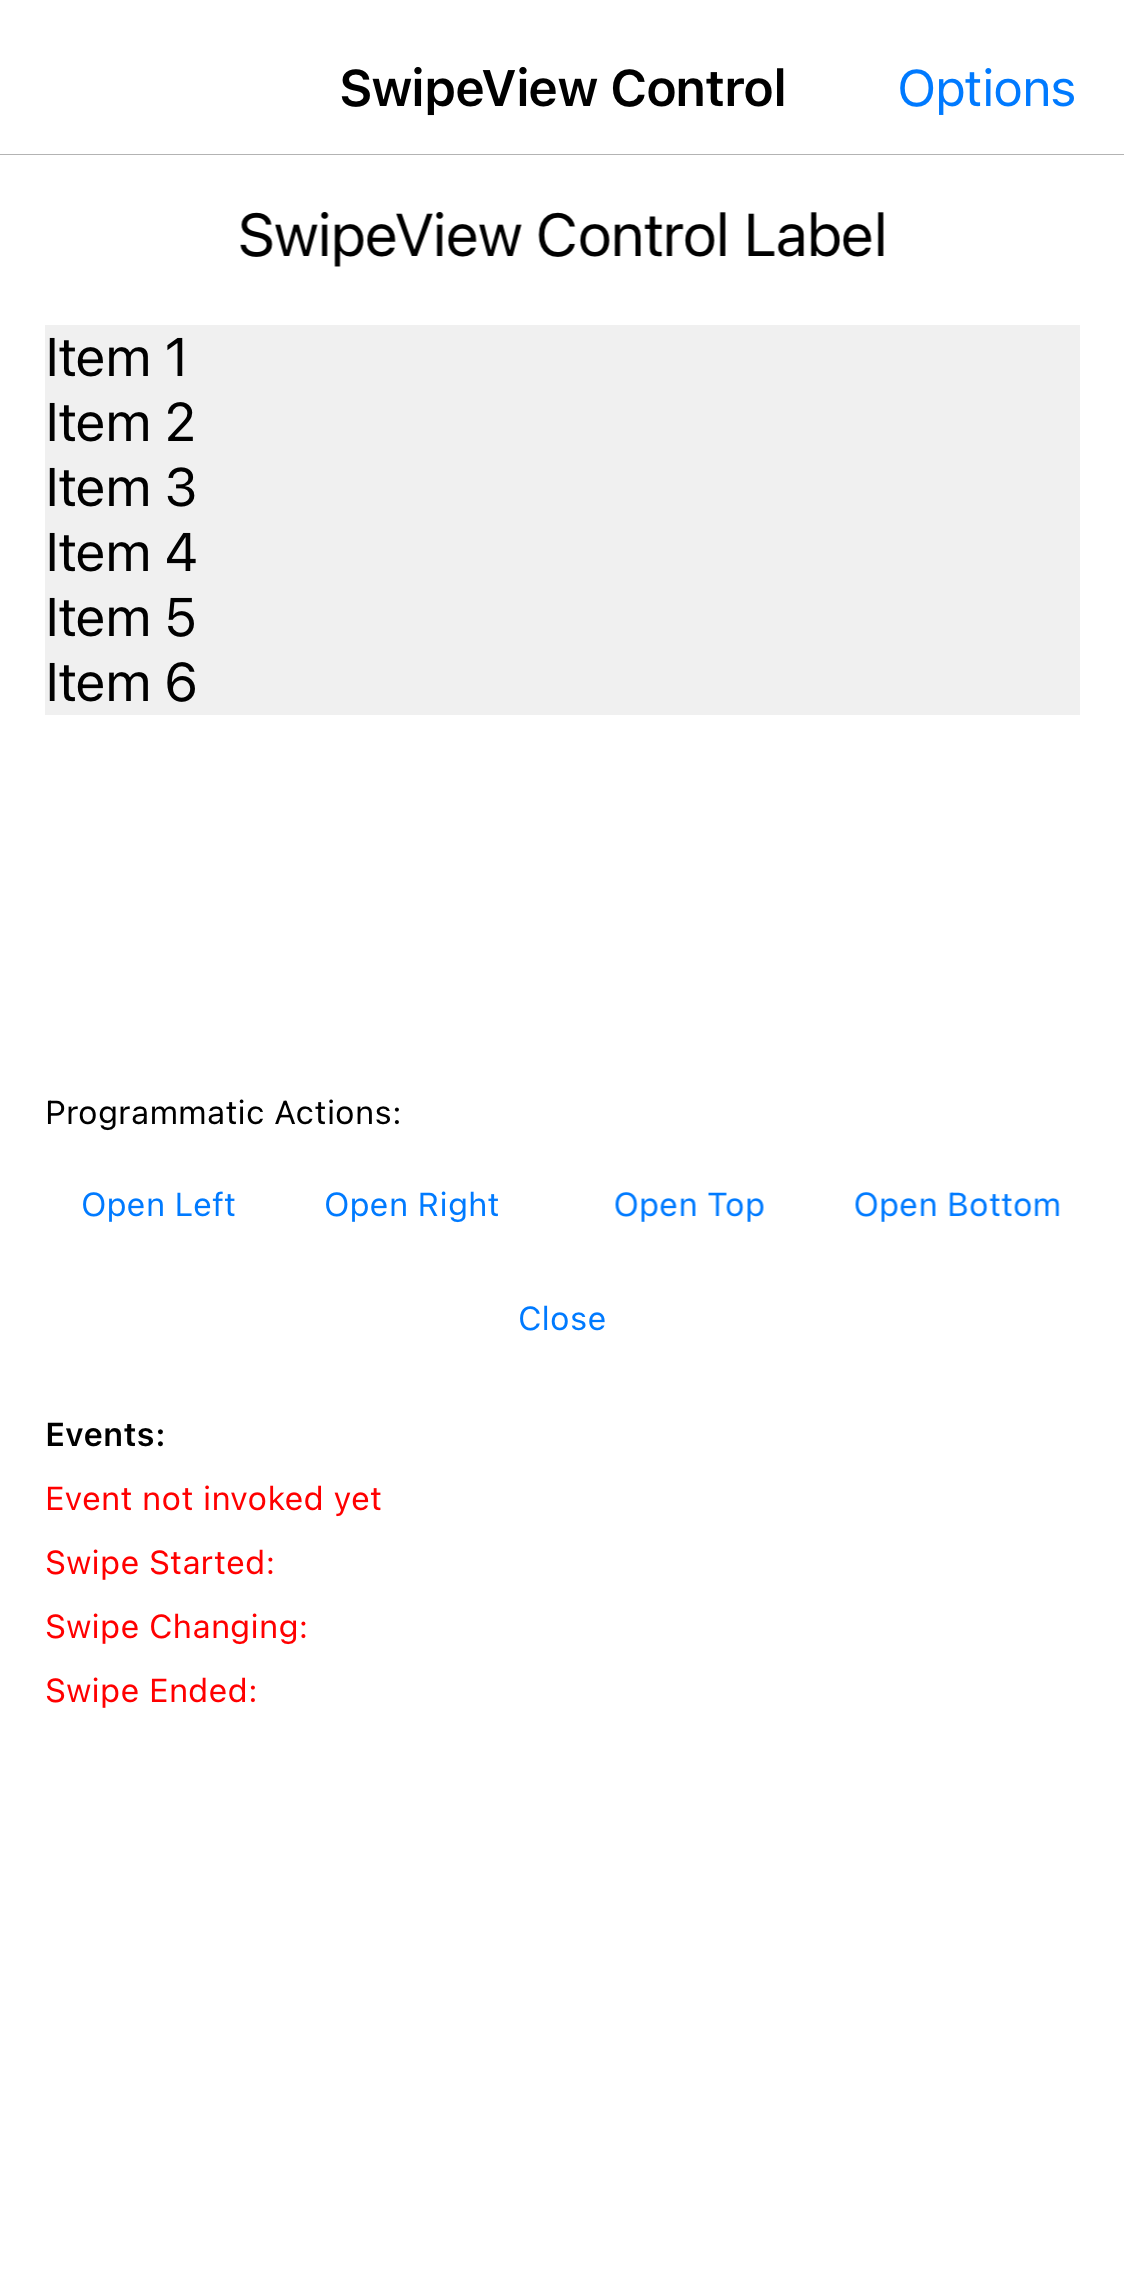 SwipeView Control Options
SwipeView Control Label
Item 1
Item 2
Item 3
Item 4
Item 5
Item 6
Programmatic Actions:
Open Left Open Right Open Top Open Bottom
Close
Events:
Event not invoked yet
Swipe Started:
Swipe Changing:
Swipe Ended: